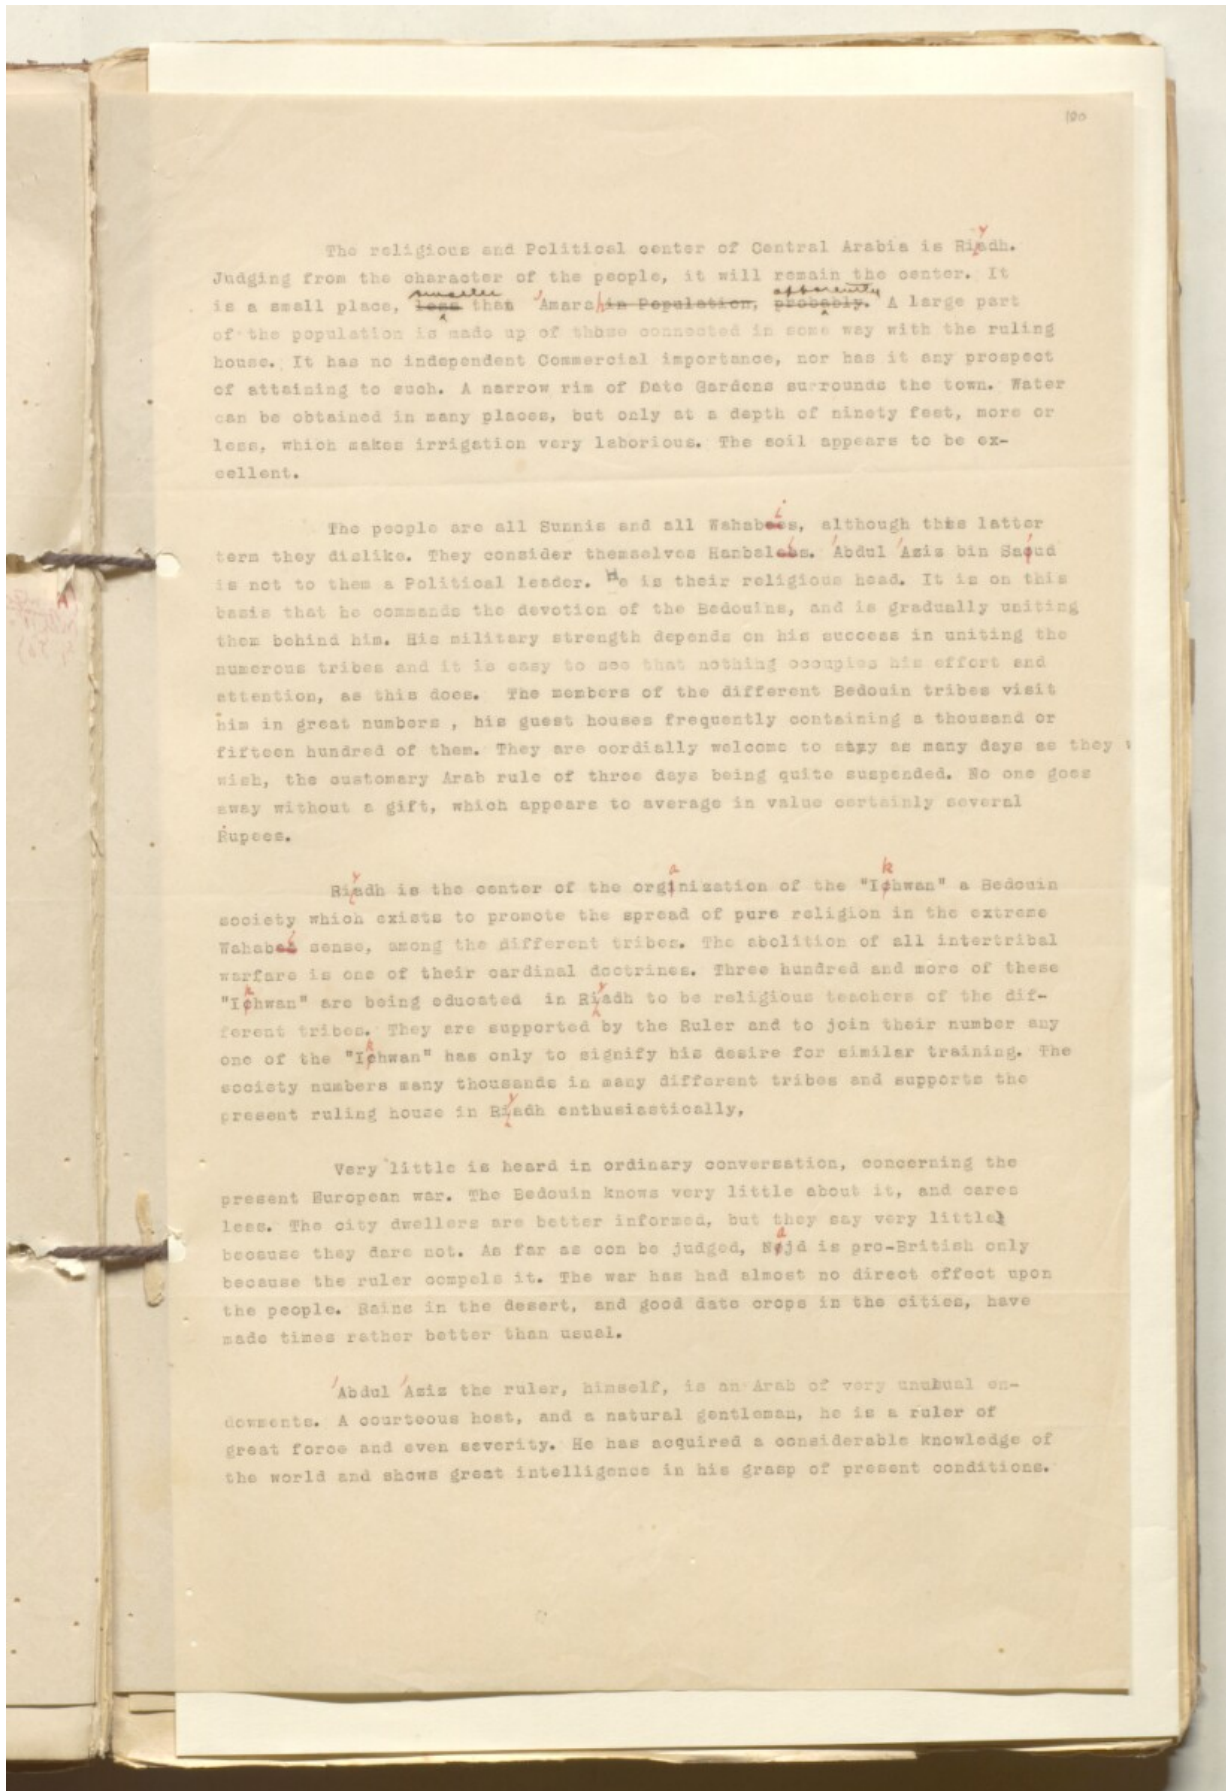 100
The religious and Political center of Central Arabia is Riyadh.
Judging from the character of the people, it will remain the center. It
is a small place, smaller than 'Amarah, apparently. A large part
of the population is made up of those connected in some way with the ruling
house. It has no independent Commercial importance, nor has it any prospect
of attaining to such. A narrow rim of Date Gardens surrounds the town. Water
can be obtained in many places, but only at a depth of ninety feet, more or
less, which makes irrigation very laborious. The soil appears to be ex-
cellent.
The people are all Sunnis and all Wahabis, although this latter
term they dislike. They consider themselves Hanbalis. 'Abdul 'Aziz bin Sa'ud
is not to them a Political leader. He is their religious head. It is on this
basis that he commands the devotion of the Bedouins, and is gradually uniting
them behind him. His military strength depends on his success in uniting the
numerous tribes and it is easy to see that nothing occupies his effort and
attention, as this does. The members of the different Bedouin tribes visit
him in great numbers , his guest houses frequently containing a thousand or
fifteen hundred of them. They are cordially welcome to stay as many days as they
wish, the customary Arab rule of three days being quite suspended. No one goes
away without a gift, which appears to average in value certainly several
Rupees.
Riyadh is the center of the organisation of the "Ikhwan" a Bedouin
society which exists to promote the spread of pure religion in the extreme
Wahabi sense, among the different tribes. The abolition of all intertribal
warfare is one of their cardinal doctrines. Three hundred and more of these
"Ikhwan" are being educated in Riyadh to be religious teachers of the dif-
ferent tribes. They are supported by the Ruler and to join their number any
one of the "Ikhwan" has only to signify his desire for similar training. The
society numbers many thousands in many different tribes and supports the
present ruling house in Riyadh enthusiastically,
Very little is heard in ordinary conversation, concerning the
present European war. The Bedouin knows very little about it, and cares
less. The city dwellers are better informed, but they say very little
because they dare not. As far as can be judged, Najd is pro-British only
because the ruler compels it. The war has had almost no direct effect upon
the people. Rains in the desert, and good date crops in the cities, have
made times rather better than usual.
'Abdul 'Aziz the ruler, himself, is an Arab of very unusual en-
dowments. A courteous host, and a natural gentleman, he is a ruler of
great force and even severity. He has acquired a considerable knowledge of
the world and shows great intelligence in his grasp of present conditions.